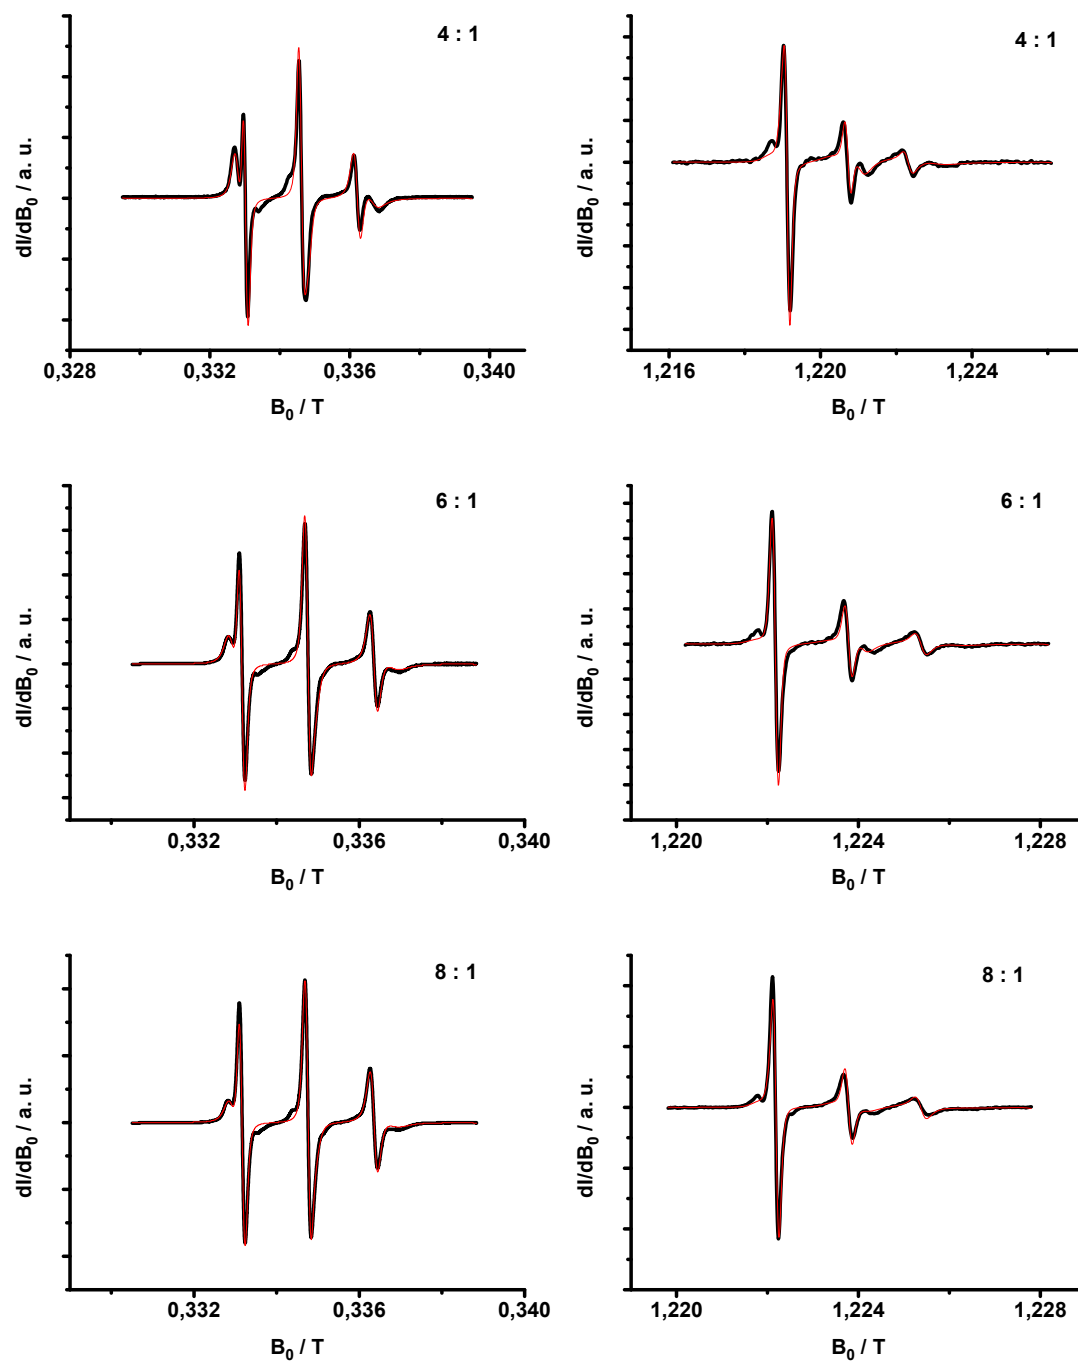 4 : 1
dI/dB₀ / a. u.
0,328 0,332 0,336 0,340
B₀ / T
4 : 1
dI/dB₀ / a. u.
1,216 1,220 1,224
B₀ / T
6 : 1
dI/dB₀ / a. u.
0,332 0,336 0,340
B₀ / T
6 : 1
dI/dB₀ / a. u.
1,220 1,224 1,228
B₀ / T
8 : 1
dI/dB₀ / a. u.
0,332 0,336 0,340
B₀ / T
8 : 1
dI/dB₀ / a. u.
1,220 1,224 1,228
B₀ / T